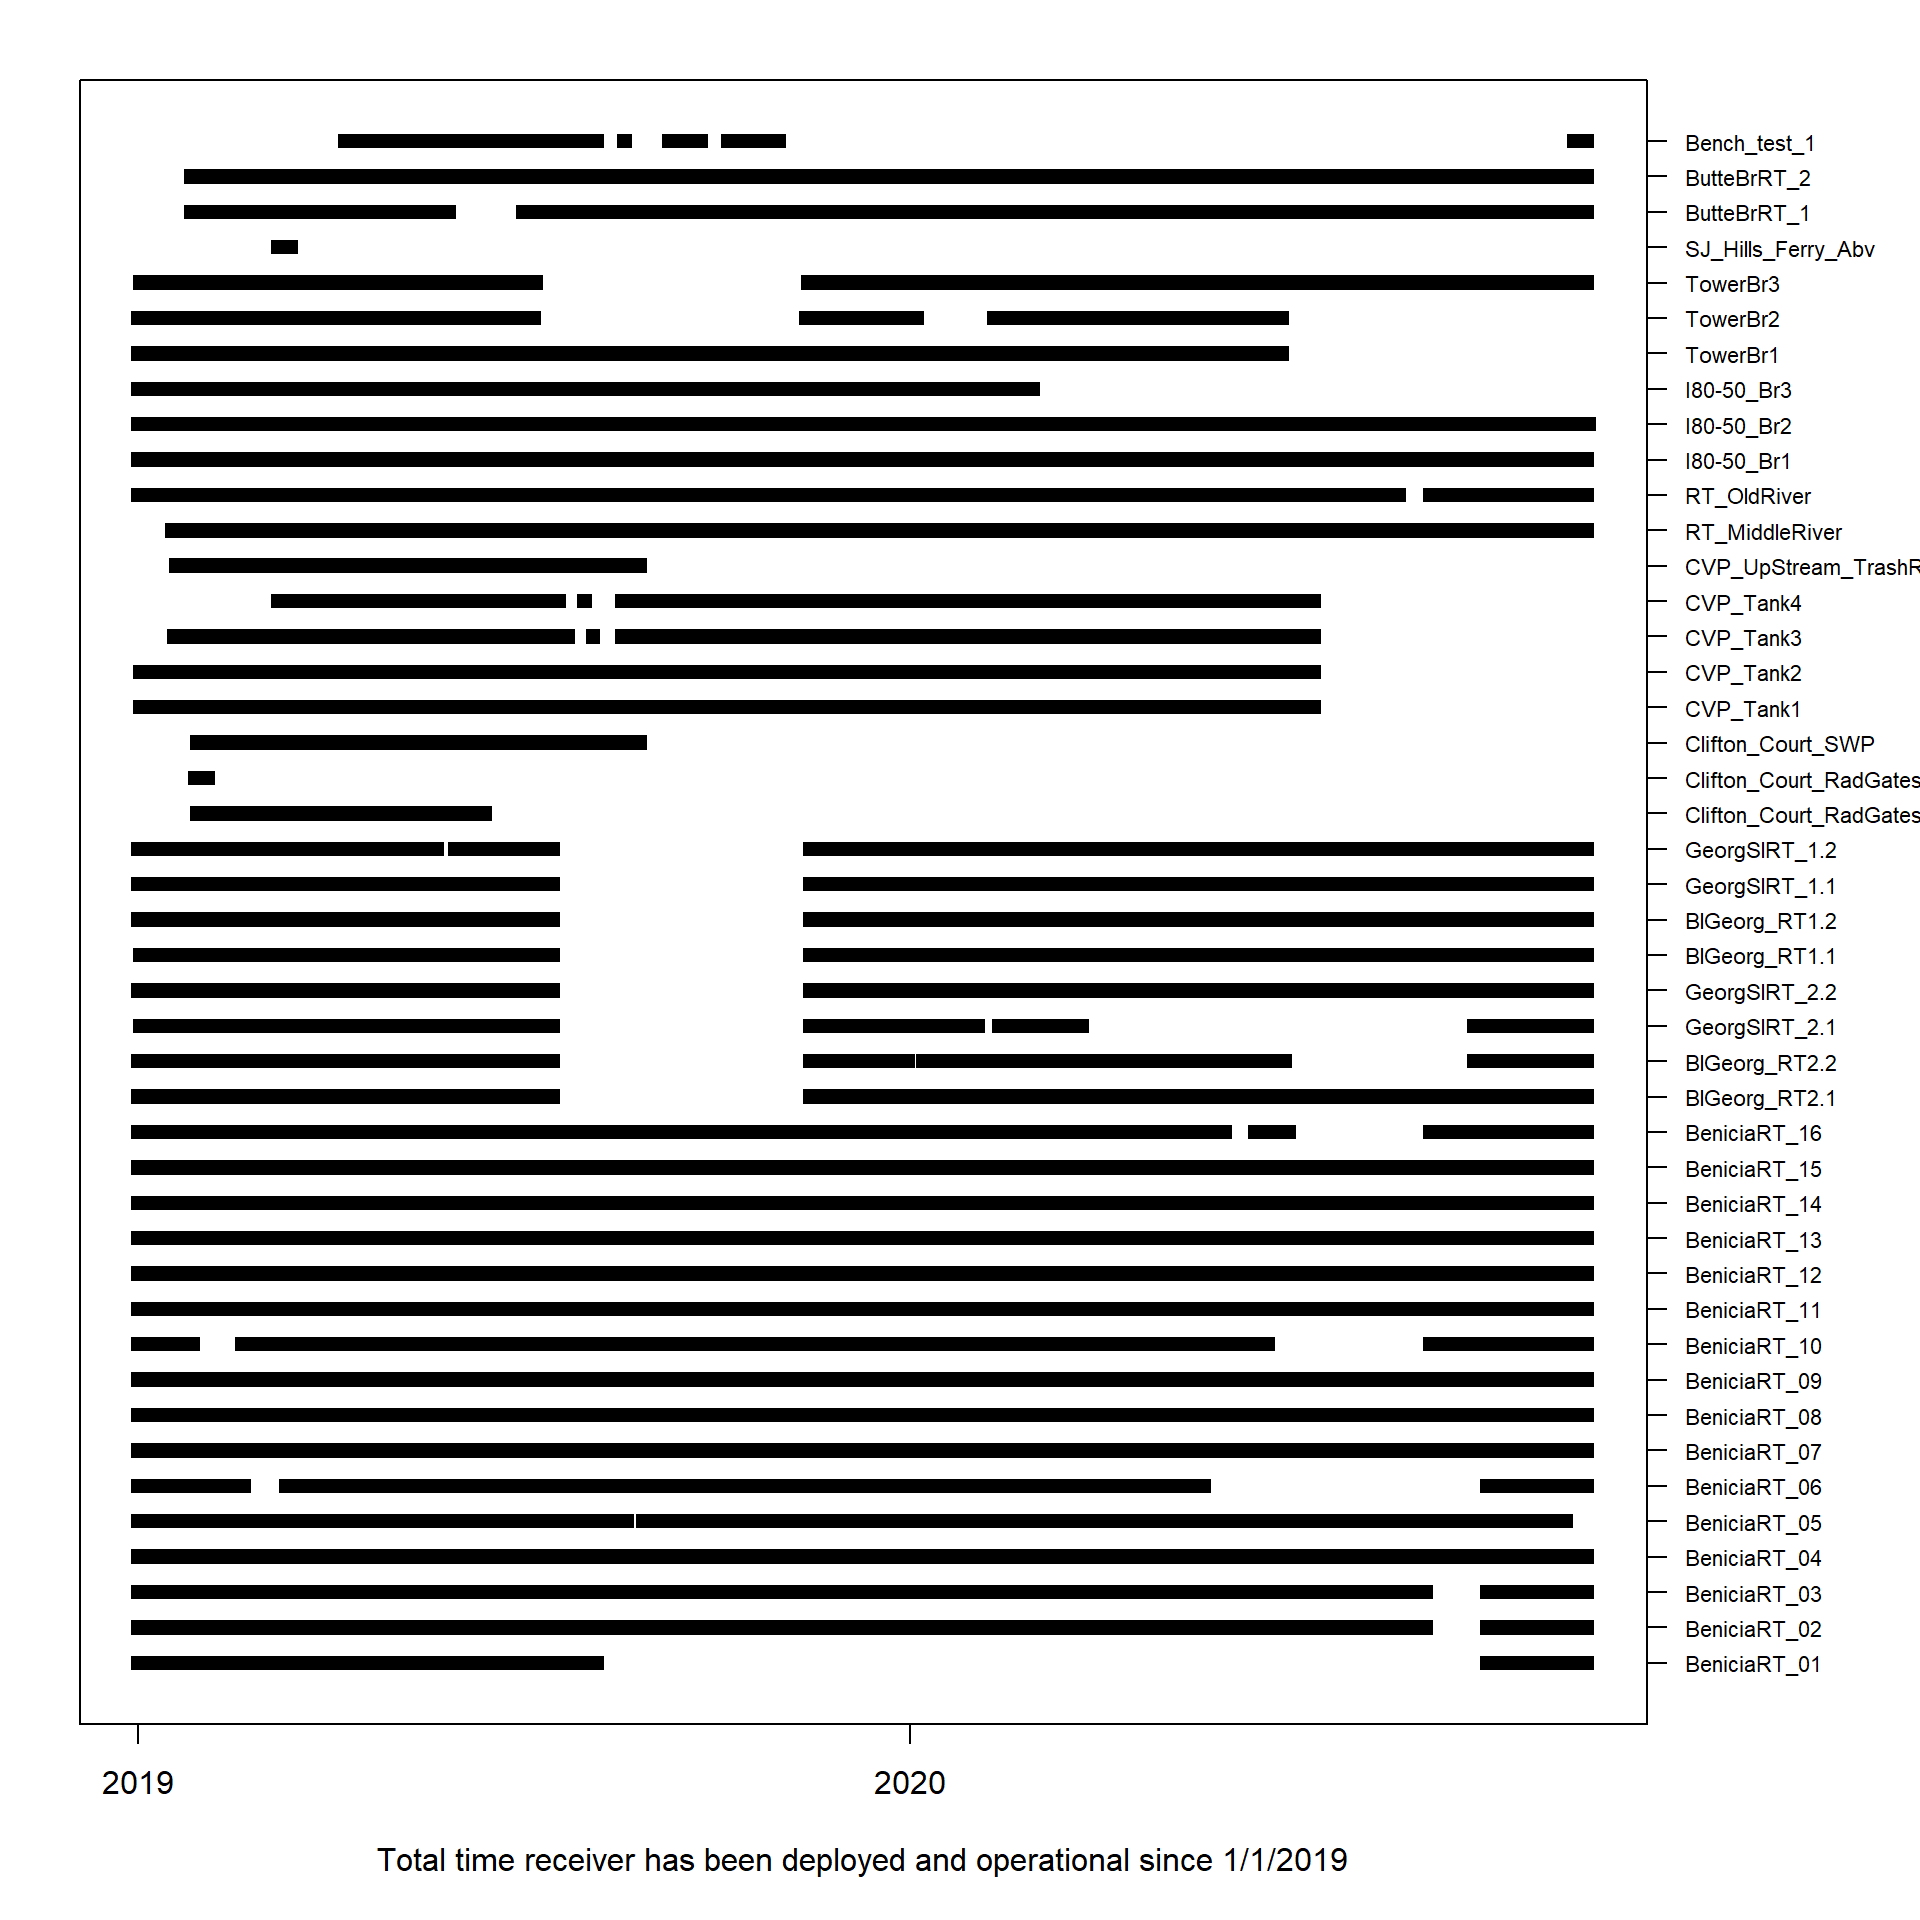 Bench_test_1
ButteBrRT_2
ButteBrRT_1
SJ_Hills_Ferry_Abv
TowerBr3
TowerBr2
TowerBr1
I80-50_Br3
I80-50_Br2
I80-50_Br1
RT_OldRiver
RT_MiddleRiver
CVP_UpStream_TrashR
CVP_Tank4
CVP_Tank3
CVP_Tank2
CVP_Tank1
Clifton_Court_SWP
Clifton_Court_RadGates
Clifton_Court_RadGates
GeorgSlRT_1.2
GeorgSlRT_1.1
BlGeorg_RT1.2
BlGeorg_RT1.1
GeorgSlRT_2.2
GeorgSlRT_2.1
BlGeorg_RT2.2
BlGeorg_RT2.1
BeniciaRT_16
BeniciaRT_15
BeniciaRT_14
BeniciaRT_13
BeniciaRT_12
BeniciaRT_11
BeniciaRT_10
BeniciaRT_09
BeniciaRT_08
BeniciaRT_07
BeniciaRT_06
BeniciaRT_05
BeniciaRT_04
BeniciaRT_03
BeniciaRT_02
BeniciaRT_01
2019 2020
Total time receiver has been deployed and operational since 1/1/2019